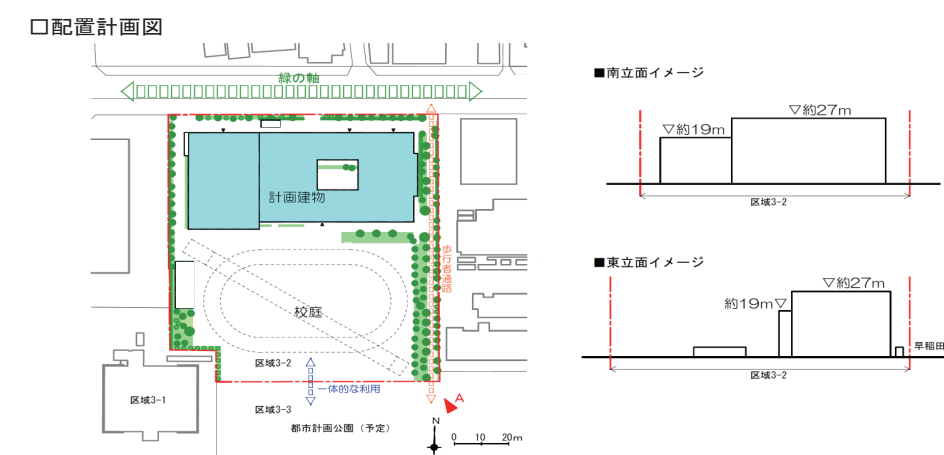 □配置計画図
緑の軸
計画建物
歩行者通路
校庭
区域3-2
一体的な利用
区域3-1
区域3-3
都市計画公園（予定）
A
N
0 10 20m
■南立面イメージ
▽約27m
▽約19m
区域3-2
■東立面イメージ
▽約27m
約19m▽
早稲田
区域3-2